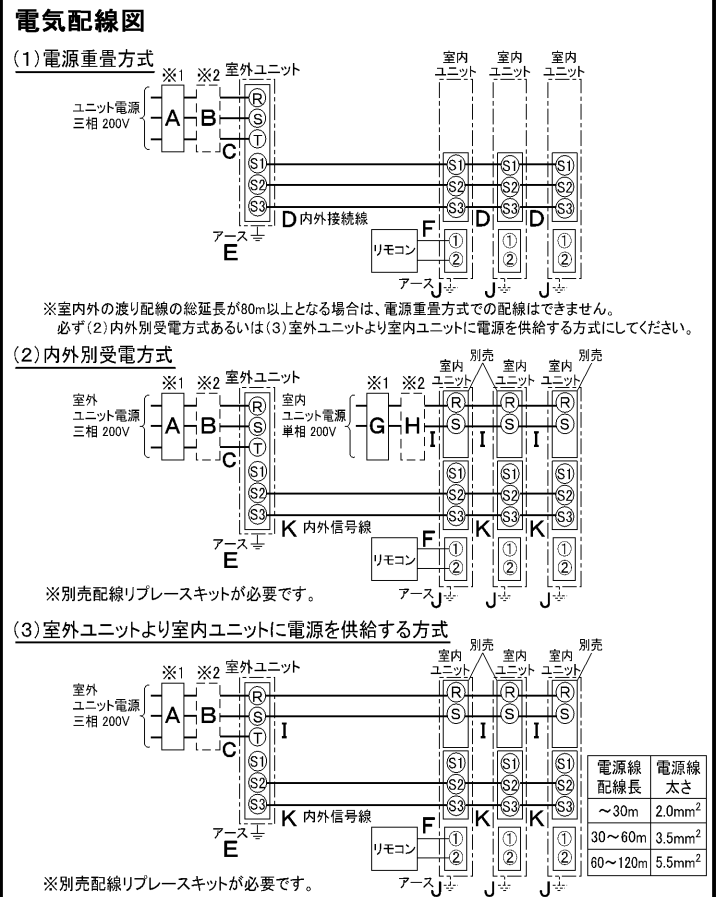 電気配線図
(1)電源重畳方式
※1 ※2 室外ユニット
室内 室内 室内
ユニット ユニット ユニット
ユニット電源
三相 200V
A B C
R
S
T
S1 S1 S1 S1
S2 S2 S2 S2
S3 S3 S3 S3
D 内外接続線 F D D
アース
E
リモコン
① ① ①
② ② ②
アース J J J
※室内外の渡り配線の総延長が80m以上となる場合は、電源重畳方式での配線はできません。
必ず(2)内外別受電方式あるいは(3)室外ユニットより室内ユニットに電源を供給する方式にしてください。
(2)内外別受電方式
※1 ※2 室外ユニット
※1 ※2
室内 別売 室内 室内 別売
ユニット ユニット ユニット
室外
ユニット電源
三相 200V
室内
ユニット電源
単相 200V
A B C
G H I I I
R R R R
S S S S
T
S1 S1 S1 S1
S2 S2 S2 S2
S3 S3 S3 S3
K 内外信号線 F K K
アース
E
リモコン
① ① ①
② ② ②
アース J J J
※別売配線リプレースキットが必要です。
(3)室外ユニットより室内ユニットに電源を供給する方式
※1 ※2 室外ユニット
室内 別売 室内 室内 別売
ユニット ユニット ユニット
室外
ユニット電源
三相 200V
A B C
R R R R
S S S S
T
I I I
S1 S1 S1 S1
S2 S2 S2 S2
S3 S3 S3 S3
K 内外信号線 F K K
アース
E
リモコン
① ① ①
② ② ②
アース J J J
※別売配線リプレースキットが必要です。
電源線 電源線
配線長 太さ
～30m 2.0mm²
30～60m 3.5mm²
60～120m 5.5mm²